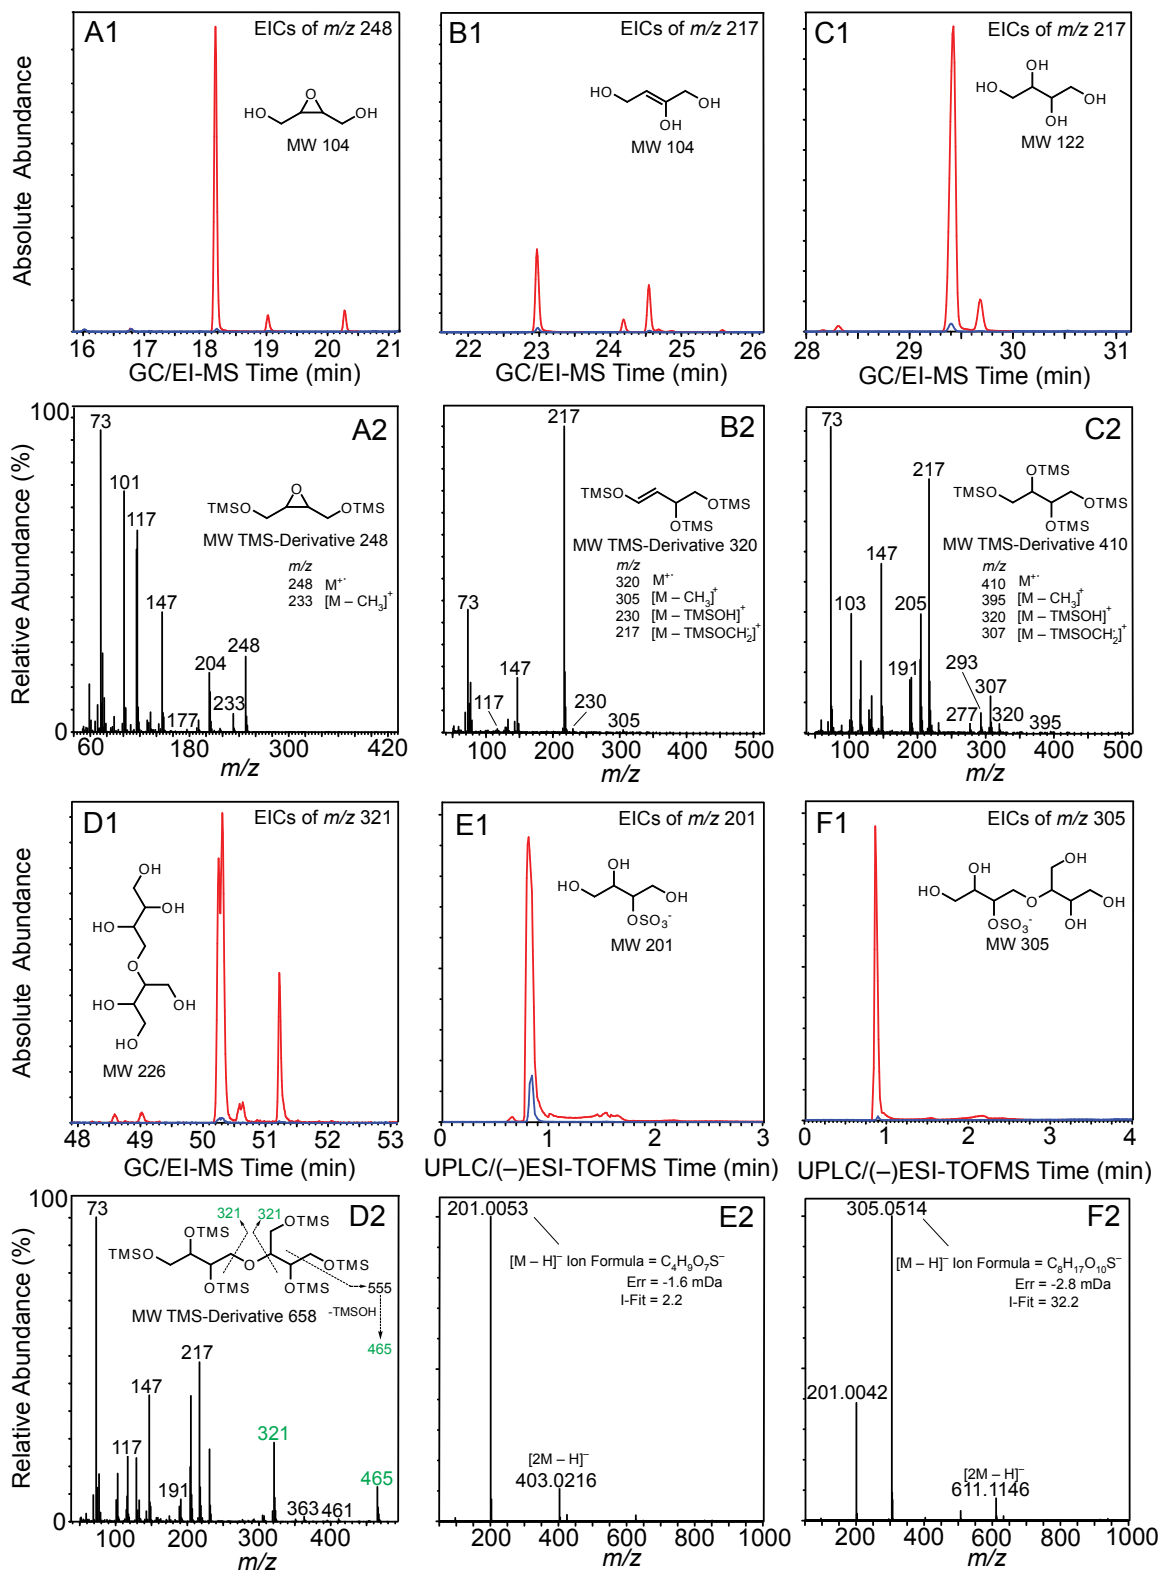 A1
EICs of m/z 248
HO
O
OH
MW 104
Absolute Abundance
16 17 18 19 20 21
GC/EI-MS Time (min)
B1
EICs of m/z 217
HO
OH
OH
MW 104
22 23 24 25 26
GC/EI-MS Time (min)
C1
EICs of m/z 217
OH
HO
OH
OH
MW 122
28 29 30 31
GC/EI-MS Time (min)
A2
100
0
Relative Abundance (%)
73
101
117
147
177
204
233
248
O
TMSO
OTMS
MW TMS-Derivative 248
m/z
248 M+·
233 [M – CH3]+
60 180 300 420
m/z
B2
217
73
147
117
230
305
TMSO
OTMS
OTMS
MW TMS-Derivative 320
m/z
320 M+·
305 [M – CH3]+
230 [M – TMSOH]+
217 [M – TMSOCH2]+
100 200 300 400 500
m/z
C2
73
217
147
103
205
191
293
307
277
320
395
OTMS
TMSO
OTMS
OTMS
MW TMS-Derivative 410
m/z
410 M+·
395 [M – CH3]+
320 [M – TMSOH]+
307 [M – TMSOCH2]+
100 200 300 400 500
m/z
D1
EICs of m/z 321
OH
OH
HO
O
HO
OH
HO
MW 226
Absolute Abundance
48 49 50 51 52 53
GC/EI-MS Time (min)
E1
EICs of m/z 201
OH
HO
OH
OSO3-
MW 201
0 1 2 3
UPLC/(–)ESI-TOFMS Time (min)
F1
EICs of m/z 305
OH
HO
HO
O
OH
OSO3-
OH
MW 305
0 1 2 3 4
UPLC/(–)ESI-TOFMS Time (min)
D2
100
0
Relative Abundance (%)
73
321
321
OTMS
OTMS
TMSO
O
OTMS
OTMS
OTMS
555
-TMSOH
465
MW TMS-Derivative 658
217
147
117
191
321
363
461
465
100 200 300 400
m/z
E2
201.0053
[M – H]– Ion Formula = C4H9O7S–
Err = -1.6 mDa
I-Fit = 2.2
[2M – H]–
403.0216
200 400 600 800 1000
m/z
F2
305.0514
[M – H]– Ion Formula = C8H17O10S–
Err = -2.8 mDa
I-Fit = 32.2
201.0042
[2M – H]–
611.1146
200 400 600 800 1000
m/z